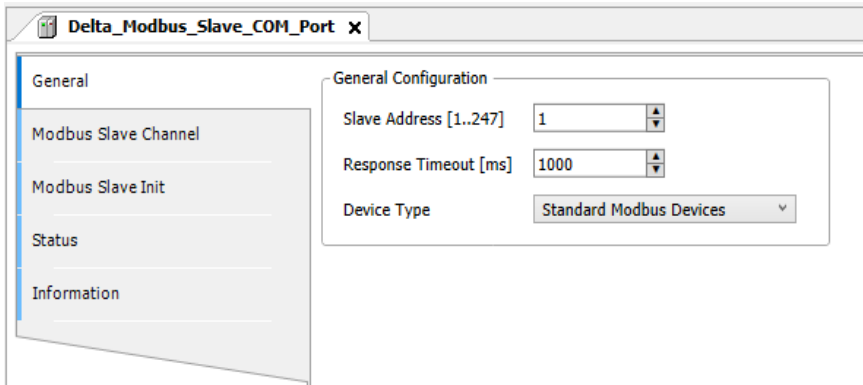 Delta_Modbus_Slave_COM_Port x
General
Modbus Slave Channel
Modbus Slave Init
Status
Information
General Configuration
Slave Address [1..247] 1
Response Timeout [ms] 1000
Device Type Standard Modbus Devices